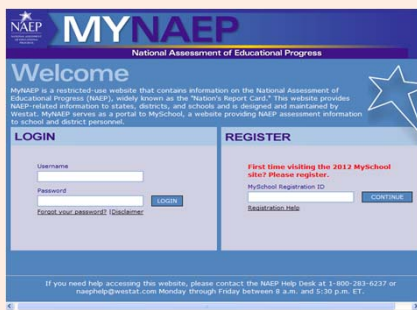 NAEP
MYNAEP
National Assessment of Educational Progress
Welcome
MyNAEP is a restricted-use website that contains information on the National Assessment of
Educational Progress (NAEP), widely known as the "Nation's Report Card." This website provides
NAEP-related information to states, districts, and schools and is designed and maintained by
Westat. MyNAEP serves as a portal to MySchool, a website providing NAEP assessment information
to school and district personnel.
LOGIN
Username
Password
LOGIN
Forgot your password? |Disclaimer
REGISTER
First time visiting the 2012 MySchool
site? Please register.
MySchool Registration ID
CONTINUE
Registration Help
If you need help accessing this website, please contact the NAEP Help Desk at 1-800-283-6237 or
naephelp@westat.com Monday through Friday between 8 a.m. and 5:30 p.m. ET.